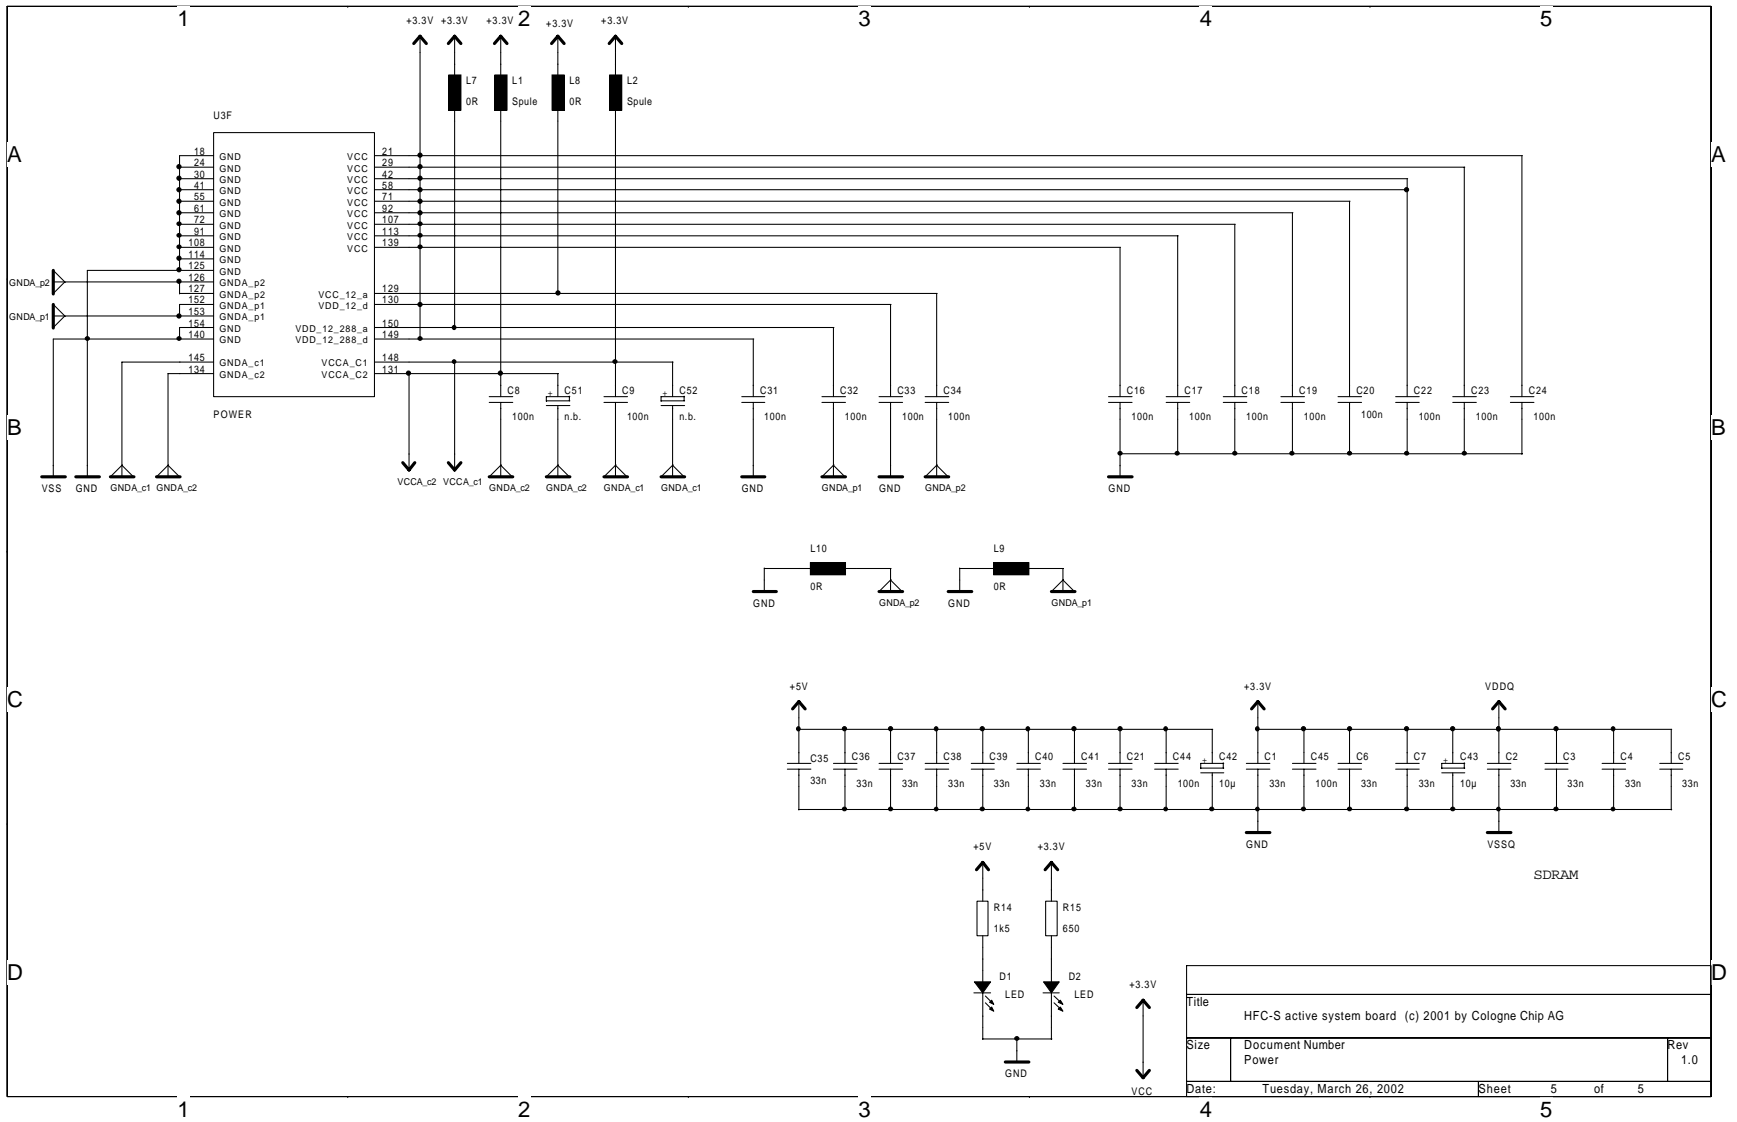 1 2 3 4 5
+3.3V +3.3V +3.3V +3.3V +3.3V
L7 L1 L8 L2
0R Spule 0R Spule
U3F
A A
18 GND VCC 21
24 GND VCC 29
30 GND VCC 42
41 GND VCC 58
55 GND VCC 71
61 GND VCC 92
72 GND VCC 107
91 GND VCC 113
108 GND VCC 139
114 GND
125 GND
GNDA_p2 126 GNDA_p2
127 GNDA_p2 VCC_12_a 129
152 GNDA_p1 VDD_12_d 130
GNDA_p1 153 GNDA_p1
154 GND VDD_12_288_a 150
140 GND VDD_12_288_d 149
145 GNDA_c1 VCCA_C1 148
134 GNDA_c2 VCCA_C2 131
C8 + C51 C9 + C52 C31 C32 C33 C34 C16 C17 C18 C19 C20 C22 C23 C24
POWER 100n n.b. 100n n.b. 100n 100n 100n 100n 100n 100n 100n 100n 100n 100n 100n 100n
B B
VSS GND GNDA_c1 GNDA_c2 VCCA_c2 VCCA_c1 GNDA_c2 GNDA_c2 GNDA_c1 GNDA_c1 GND GNDA_p1 GND GNDA_p2 GND
L10 L9
0R 0R
GND GNDA_p2 GND GNDA_p1
+5V +3.3V VDDQ
C C
C35 C36 C37 C38 C39 C40 C41 C21 C44 + C42 C1 C45 C6 C7 + C43 C2 C3 C4 C5
33n 33n 33n 33n 33n 33n 33n 33n 100n 10µ 33n 100n 33n 33n 10µ 33n 33n 33n 33n
GND VSSQ
+5V +3.3V
SDRAM
R14 R15
1k5 650
D D
D1 D2
LED LED
+3.3V
GND
VCC
Title
HFC-S active system board (c) 2001 by Cologne Chip AG
Size Document Number Rev
Power 1.0
Date: Tuesday, March 26, 2002 Sheet 5 of 5
1 2 3 4 5